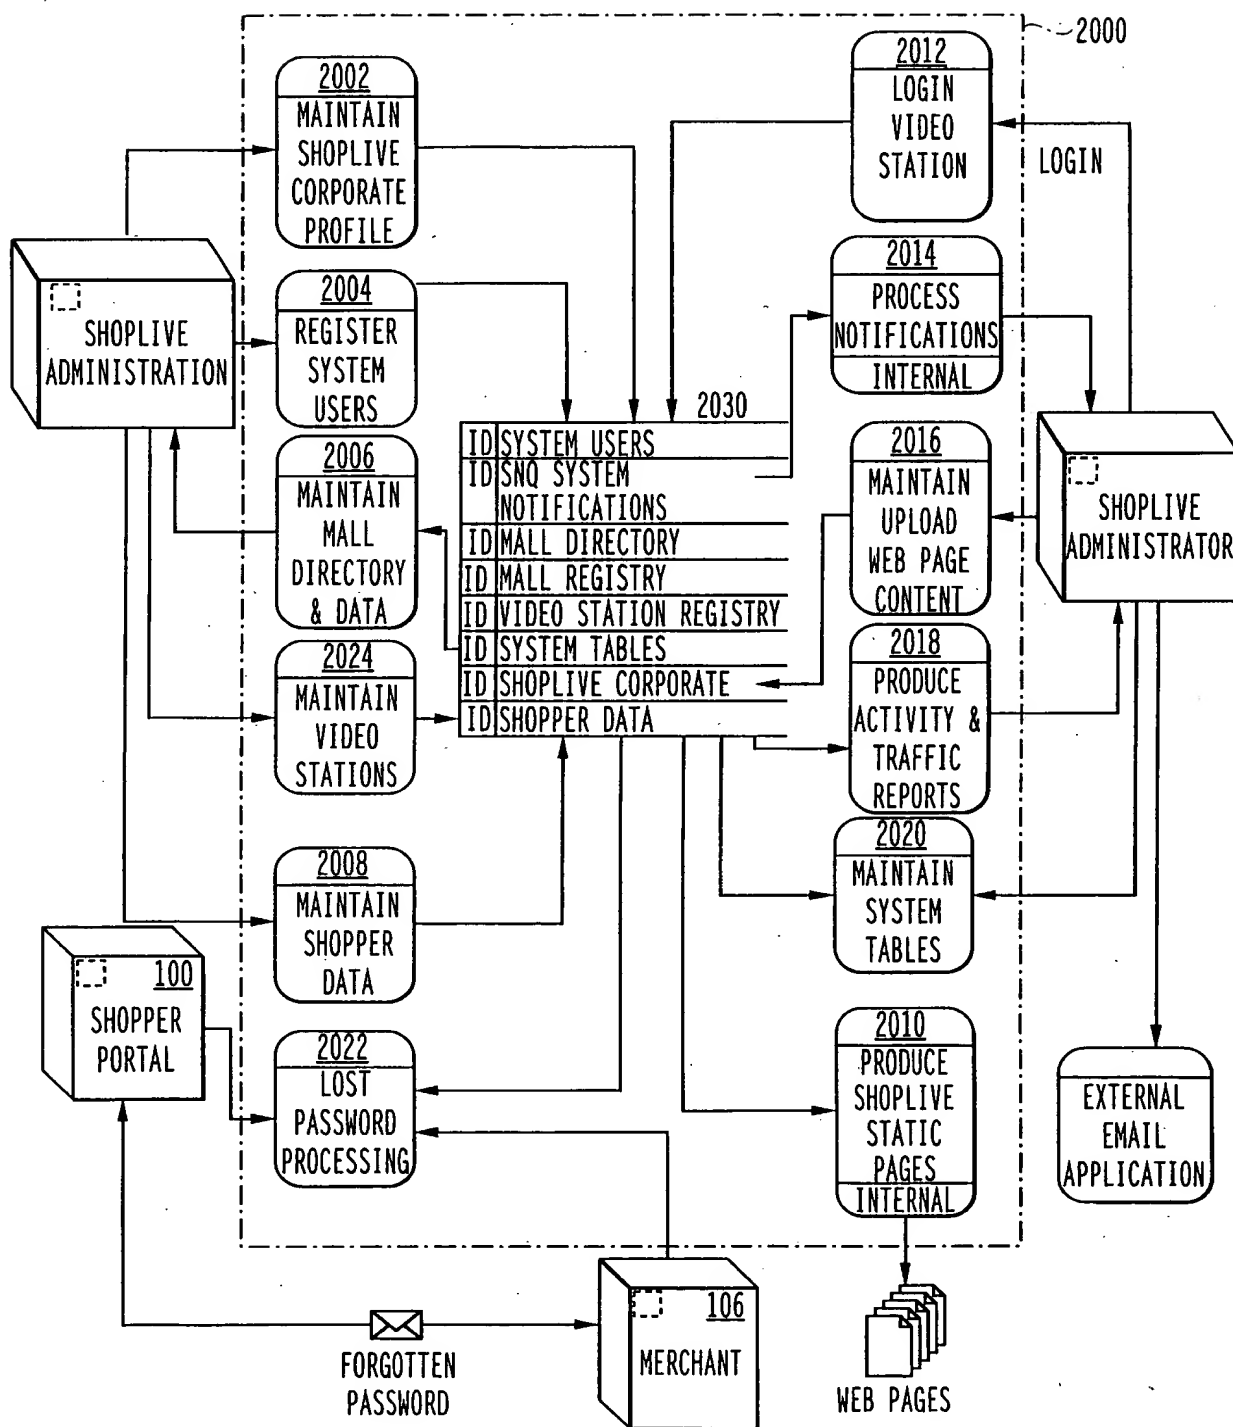 2000
2002
MAINTAIN
SHOPLIVE
CORPORATE
PROFILE
2012
LOGIN
VIDEO
STATION
LOGIN
SHOPLIVE
ADMINISTRATION
2004
REGISTER
SYSTEM
USERS
2014
PROCESS
NOTIFICATIONS
INTERNAL
2006
MAINTAIN
MALL
DIRECTORY
& DATA
2030
ID SYSTEM USERS
ID SNQ SYSTEM
NOTIFICATIONS
ID MALL DIRECTORY
ID MALL REGISTRY
ID VIDEO STATION REGISTRY
ID SYSTEM TABLES
ID SHOPLIVE CORPORATE
ID SHOPPER DATA
2016
MAINTAIN
UPLOAD
WEB PAGE
CONTENT
SHOPLIVE
ADMINISTRATOR
2024
MAINTAIN
VIDEO
STATIONS
2018
PRODUCE
ACTIVITY &
TRAFFIC
REPORTS
2008
MAINTAIN
SHOPPER
DATA
2020
MAINTAIN
SYSTEM
TABLES
100
SHOPPER
PORTAL
2022
LOST
PASSWORD
PROCESSING
2010
PRODUCE
SHOPLIVE
STATIC
PAGES
INTERNAL
EXTERNAL
EMAIL
APPLICATION
FORGOTTEN
PASSWORD
106
MERCHANT
WEB PAGES